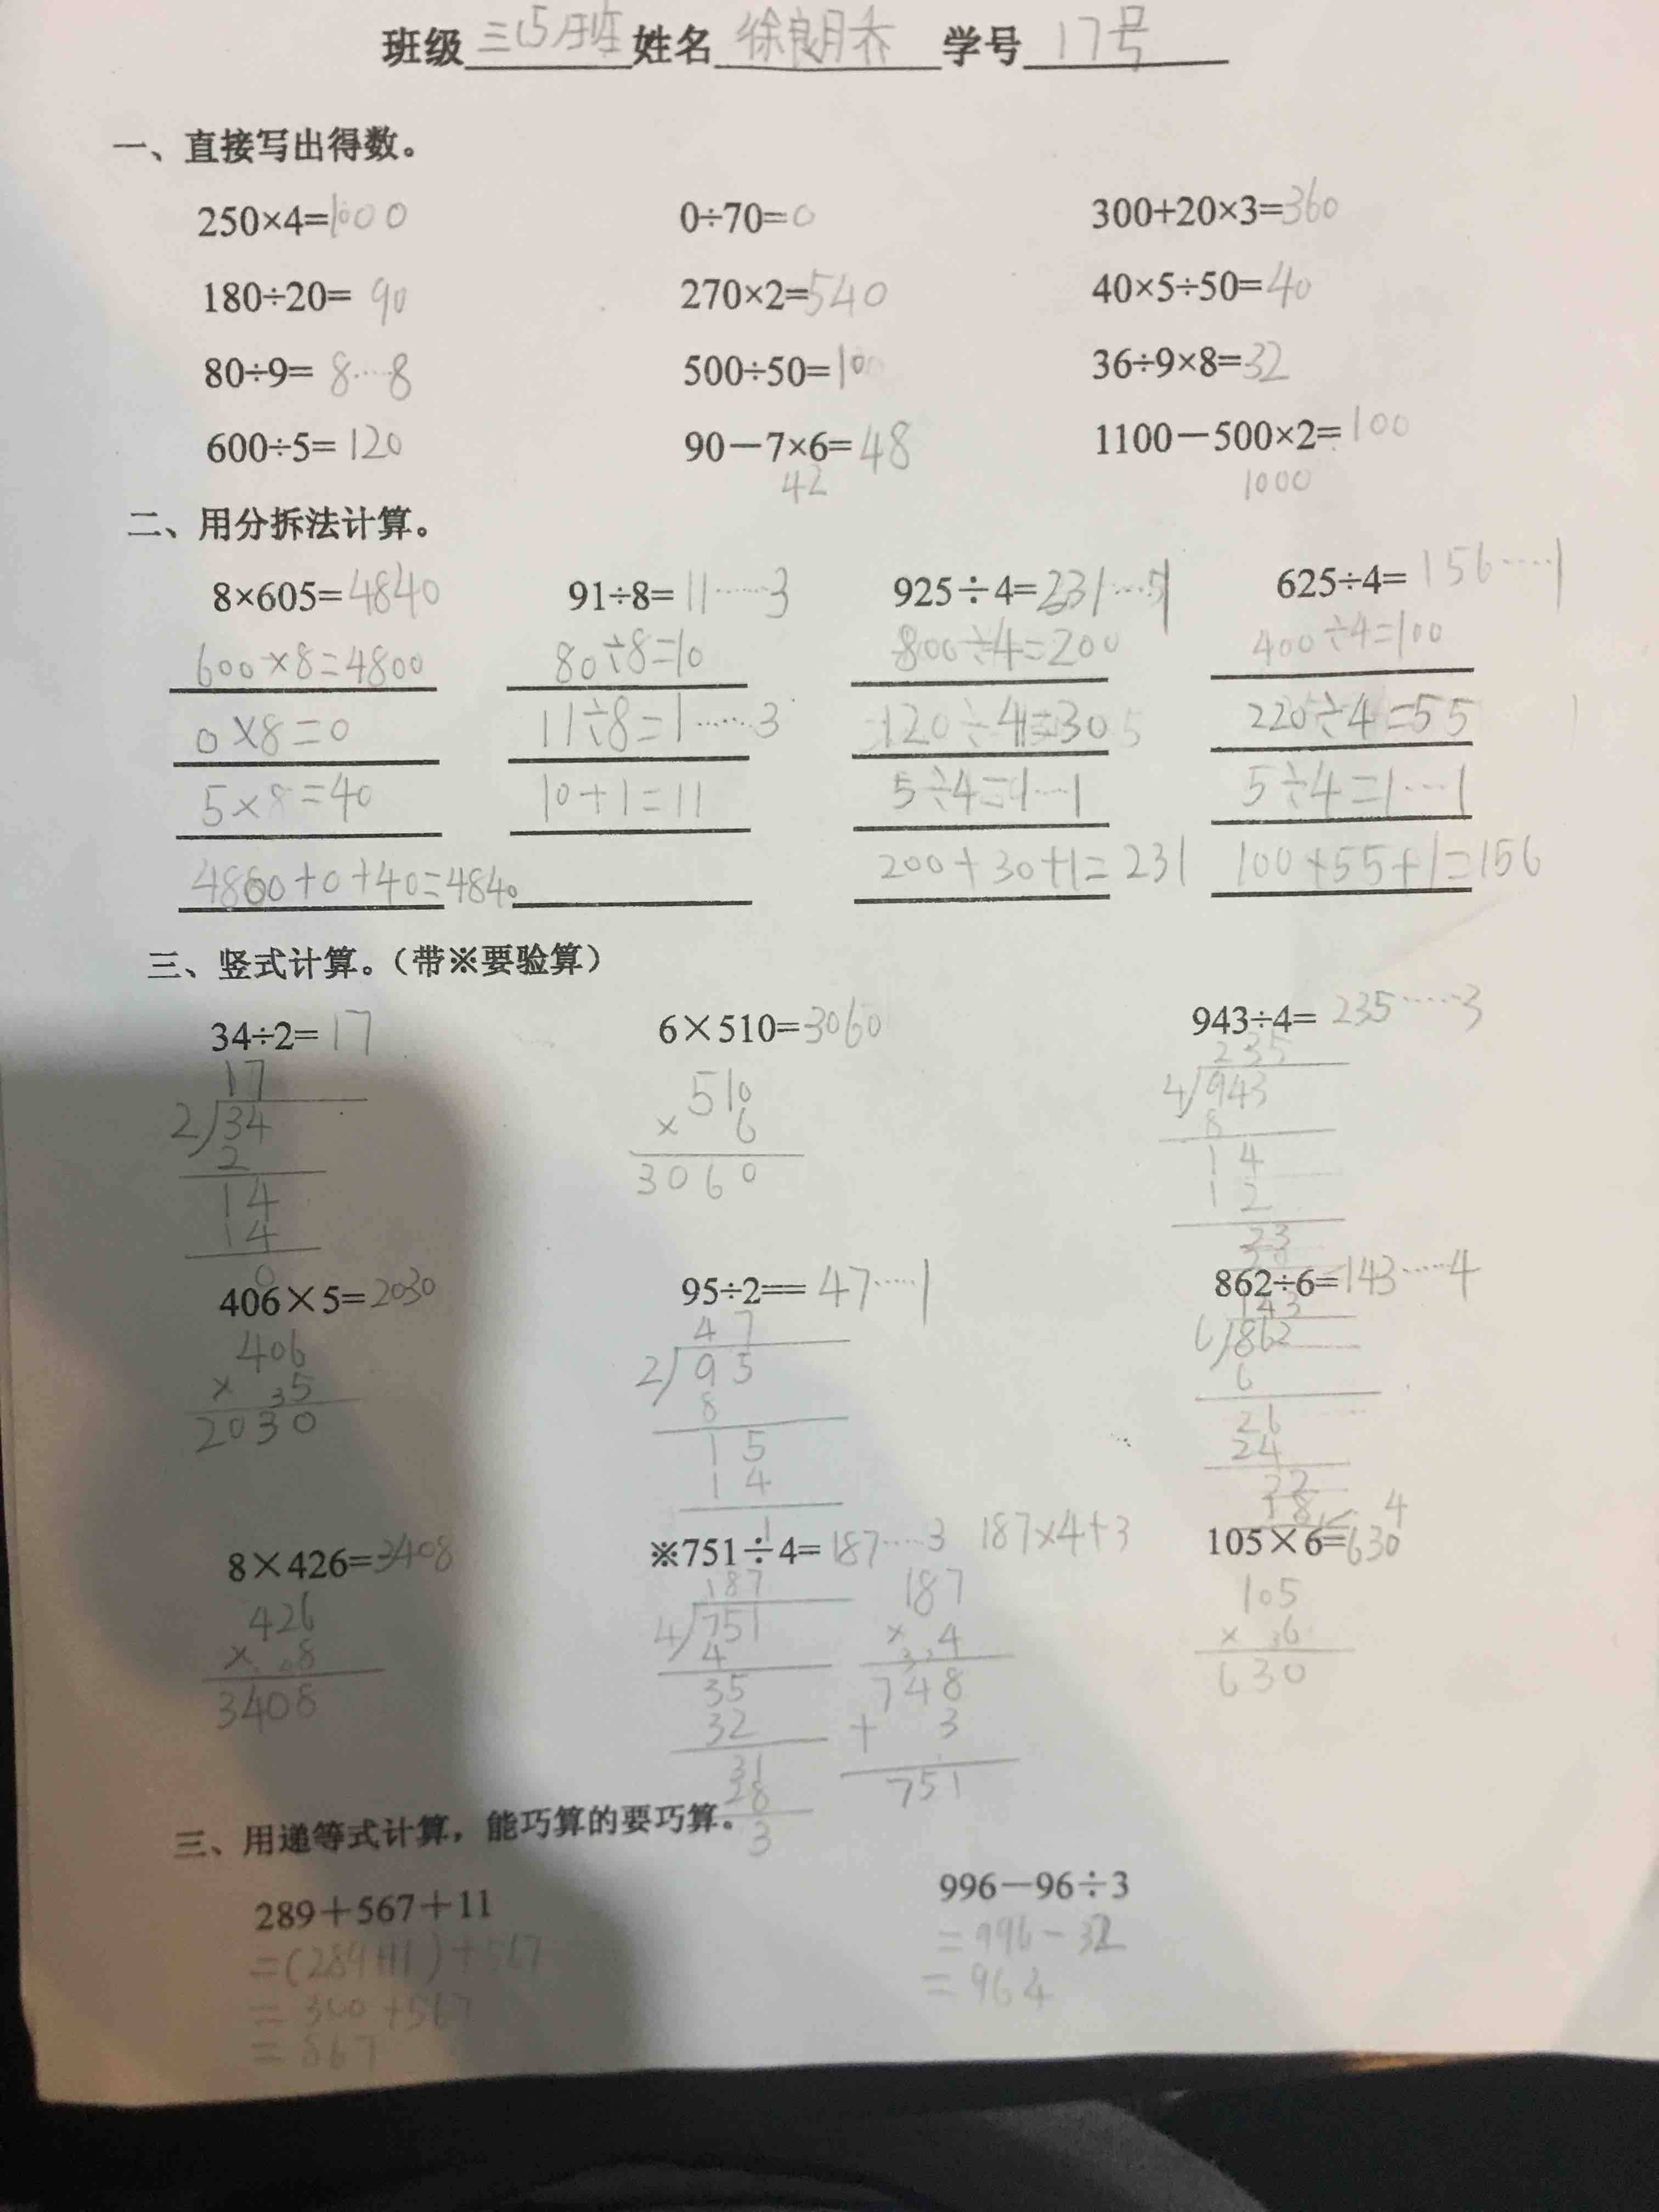 班级 三(5)班 姓名 徐良月乔 学号 17号
一、直接写出得数。
250×4=1000 0÷70=0 300+20×3=360
180÷20= 90 270×2=540 40×5÷50=40
80÷9= 8……8 500÷50=10 36÷9×8=32
600÷5= 120 90-7×6=48 1100-500×2=100
42 1000
二、用分拆法计算。
8×605=4840 91÷8=11……3 925÷4=231…1 625÷4=156……1
600×8=4800 80÷8=10 800÷4=200 400÷4=100
0×8=0 11÷8=1……3 120÷4=30 220÷4=55
5×8=40 10+1=11 5÷4=1…1 5÷4=1…1
4800+0+40=4840 200+30+1=231 100+55+1=156
三、竖式计算。(带※要验算)
34÷2=17 6×510=3060 943÷4= 235……3
17 235
2)34 510 4)943
2 × 6 8
14 3060 14
14 12
0 23
406×5=2030 95÷2== 47……1 862÷6=143……4
406 47 143
× 35 2)95 6)862
2030 8 6
15 26
14 24
1 22
18
4
8×426=3408 ※751÷4=187……3 187×4+3 105×6=630
426 187 187 105
× 8 4)751 × 4 × 36
3408 4 748 630
35 + 3
32 751
31
28
3
三、用递等式计算，能巧算的要巧算。
289+567+11 996-96÷3
=(289+11)+567 =996-32
=300+567 =964
=867